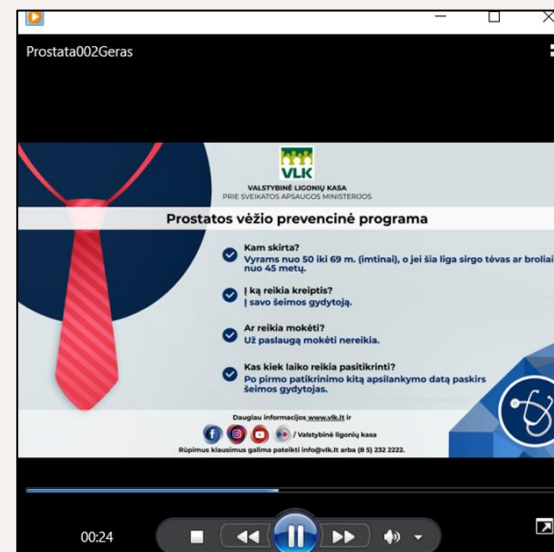 Prostata002Geras
VLK
VALSTYBINĖ LIGONIŲ KASA
PRIE SVEIKATOS APSAUGOS MINISTERIJOS
Prostatos vėžio prevencinė programa
Kam skirta?
Vyrams nuo 50 iki 69 m. (imtinai), o jei šia liga sirgo tėvas ar broliai
nuo 45 metų.
Į ką reikia kreiptis?
Į savo šeimos gydytoją.
Ar reikia mokėti?
Už paslaugą mokėti nereikia.
Kas kiek laiko reikia pasitikrinti?
Po pirmo patikrinimo kitą apsilankymo datą paskirs
šeimos gydytojas.
Daugiau informacijos www.vlk.lt ir
/ Valstybinė ligonių kasa
Rūpimus klausimus galima pateikti info@vlk.lt arba (8 5) 232 2222.
00:24